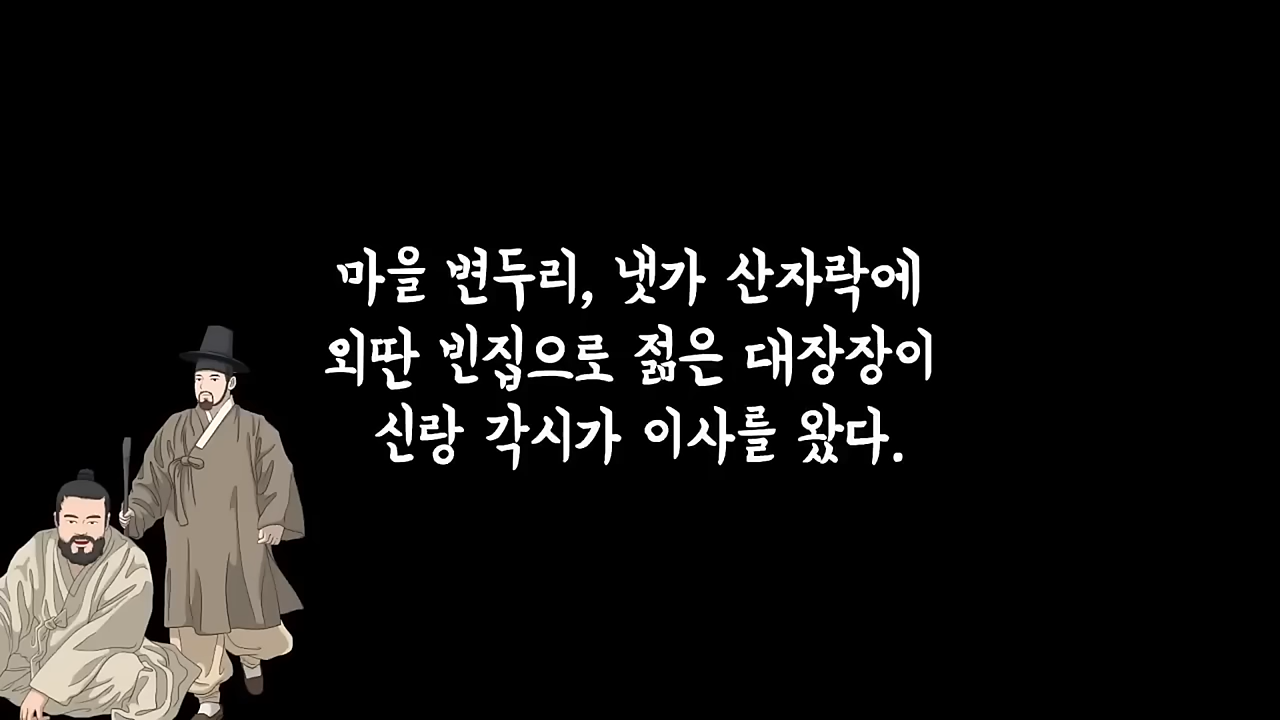 마을 변두리, 냇가 산자락에
외딴 빈집으로 젊은 대장장이
신랑 각시가 이사를 왔다.